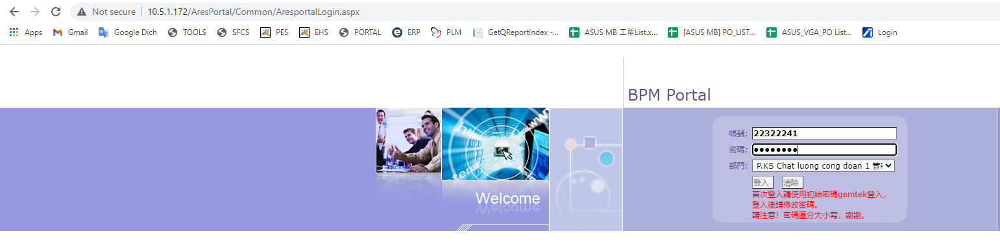 Not secure | 10.5.1.172/AresPortal/Common/AresportalLogin.aspx
Apps Gmail Google Dịch TOOLS SFCS PES EHS PORTAL ERP PLM GetQReportIndex -... ASUS MB 工單List.x... [ASUS MB] PO_LIST... ASUS_VGA_PO List... Login
BPM Portal
帳號: 22322241
密碼: ●●●●●●●●
部門: P.KS Chat luong cong doan 1
登入 清除
首次登入請使用初始密碼gemtek登入，
登入後請修改密碼。
請注意！密碼區分大小寫，謝謝。
Welcome